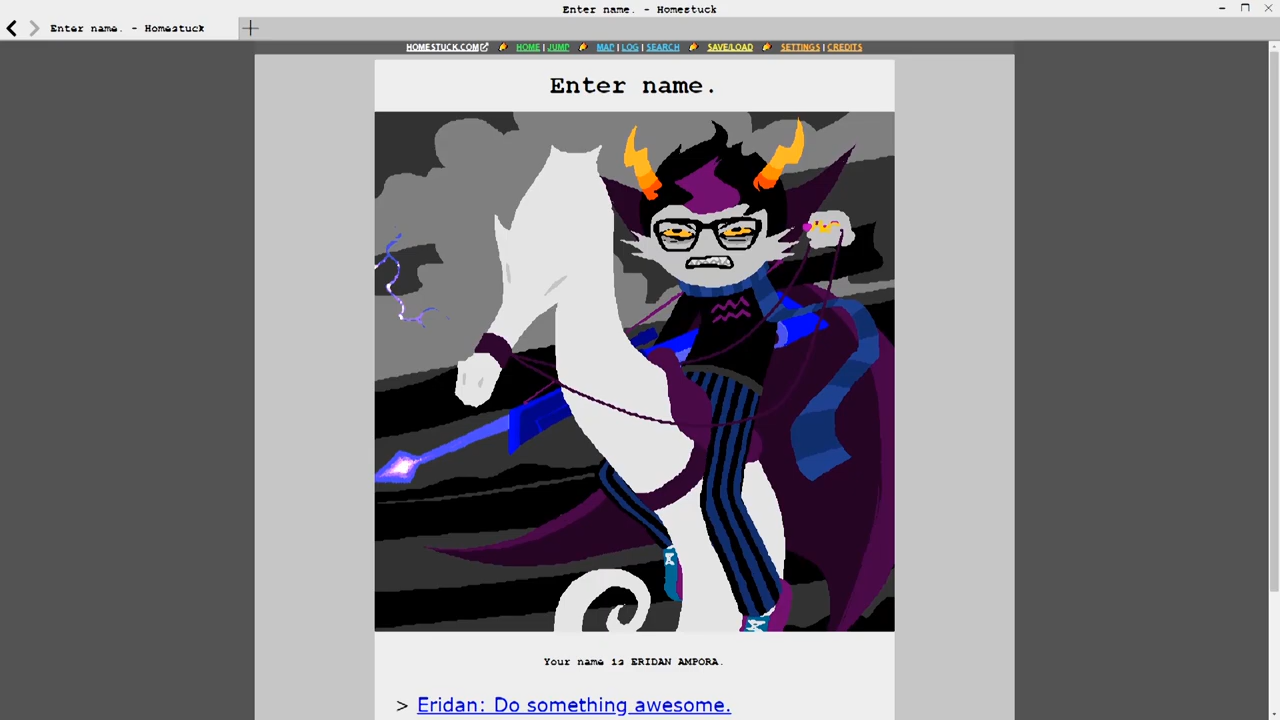 Enter name. - Homestuck
Enter name. - Homestuck
HOMESTUCK.COM HOME | JUMP MAP | LOG | SEARCH SAVE/LOAD SETTINGS | CREDITS
Enter name.
Your name is ERIDAN AMPORA.
> Eridan: Do something awesome.